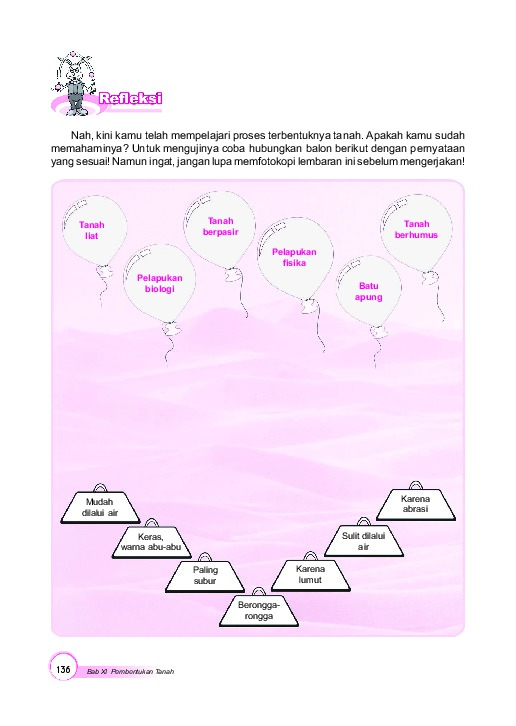 Refleksi
Nah, kini kamu telah mempelajari proses terbentuknya tanah. Apakah kamu sudah
memahaminya? Untuk mengujinya coba hubungkan balon berikut dengan pernyataan
yang sesuai! Namun ingat, jangan lupa memfotokopi lembaran ini sebelum mengerjakan!
Tanah
liat
Pelapukan
biologi
Tanah
berpasir
Pelapukan
fisika
Batu
apung
Tanah
berhumus
Mudah
dilalui air
Keras,
warna abu-abu
Paling
subur
Berongga-
rongga
Karena
lumut
Sulit dilalui
air
Karena
abrasi
136
Bab XI Pembentukan Tanah